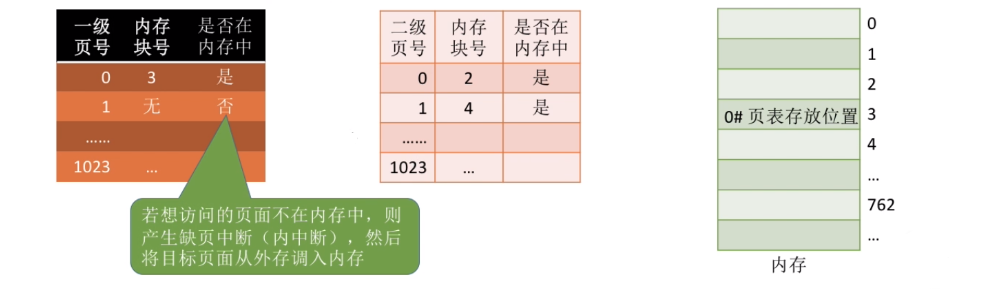 一级页号 内存块号 是否在内存中
0 3 是
1 无 否
……
1023 …
若想访问的页面不在内存中，则
产生缺页中断（内中断），然后
将目标页面从外存调入内存
二级页号 内存块号 是否在内存中
0 2 是
1 4 是
……
1023 …
0
1
2
0# 页表存放位置 3
4
…
762
…
内存